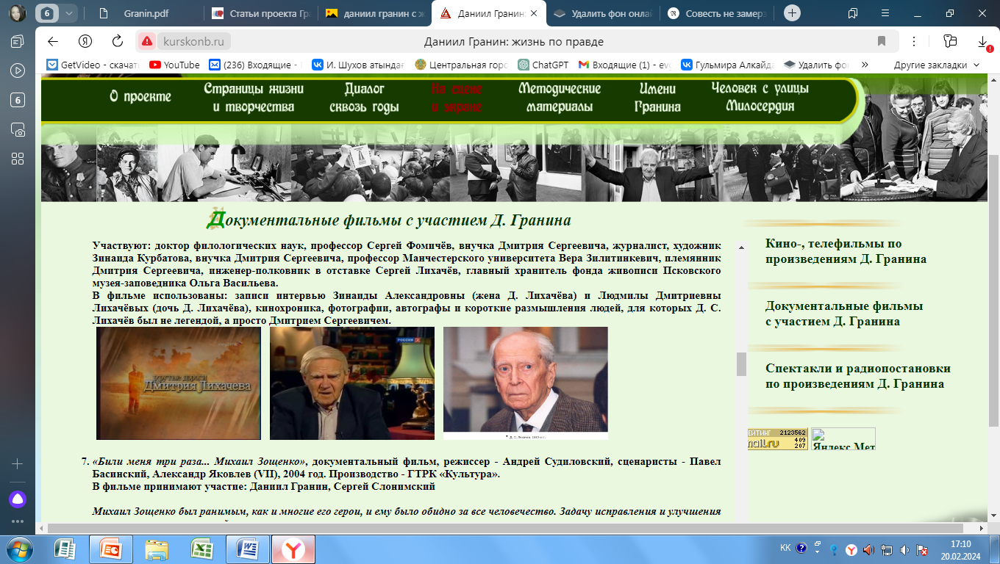 6
Granin.pdf
Статьи проекта Гра
даниил гранин с ж
Даниил Гранин:
Удалить фон онлай
Совесть не замерз
kurskonb.ru
Даниил Гранин: жизнь по правде
GetVideo - скачать
YouTube
(236) Входящие -
И. Шухов атындағ
Центральная горо
ChatGPT
Входящие (1) - evg
Гульмира Алкайда
Удалить фон
Другие закладки
6
О проекте
Страницы жизни
и творчества
Диалог
сквозь годы
На сцене
и экране
Методические
материалы
Имени
Гранина
Человек с улицы
Милосердия
Документальные фильмы с участием Д. Гранина
Участвуют: доктор филологических наук, профессор Сергей Фомичёв, внучка Дмитрия Сергеевича, журналист, художник
Зинаида Курбатова, внучка Дмитрия Сергеевича, профессор Манчестерского университета Вера Зилитинкевич, племянник
Дмитрия Сергеевича, инженер-полковник в отставке Сергей Лихачёв, главный хранитель фонда живописи Псковского
музея-заповедника Ольга Васильева.
В фильме использованы: записи интервью Зинаиды Александровны (жена Д. Лихачёва) и Людмилы Дмитриевны
Лихачёвых (дочь Д. Лихачёва), кинохроника, фотографии, автографы и короткие размышления людей, для которых Д. С.
Лихачёв был не легендой, а просто Дмитрием Сергеевичем.
крутые дороги
Дмитрия Лихачева
РОССИЯ К
7. «Били меня три раза... Михаил Зощенко», документальный фильм, режиссер - Андрей Судиловский, сценаристы - Павел
Басинский, Александр Яковлев (VII), 2004 год. Производство - ГТРК «Культура».
В фильме принимают участие: Даниил Гранин, Сергей Слонимский
Михаил Зощенко был ранимым, как и многие его герои, и ему было обидно за все человечество. Задачу исправления и улучшения
Кино-, телефильмы по
произведениям Д. Гранина
Документальные фильмы
с участием Д. Гранина
Спектакли и радиопостановки
по произведениям Д. Гранина
ЕЙТИНГ 2123562
mail.ru 409
207
Яндекс.Мет
KK
17:10
20.02.2024